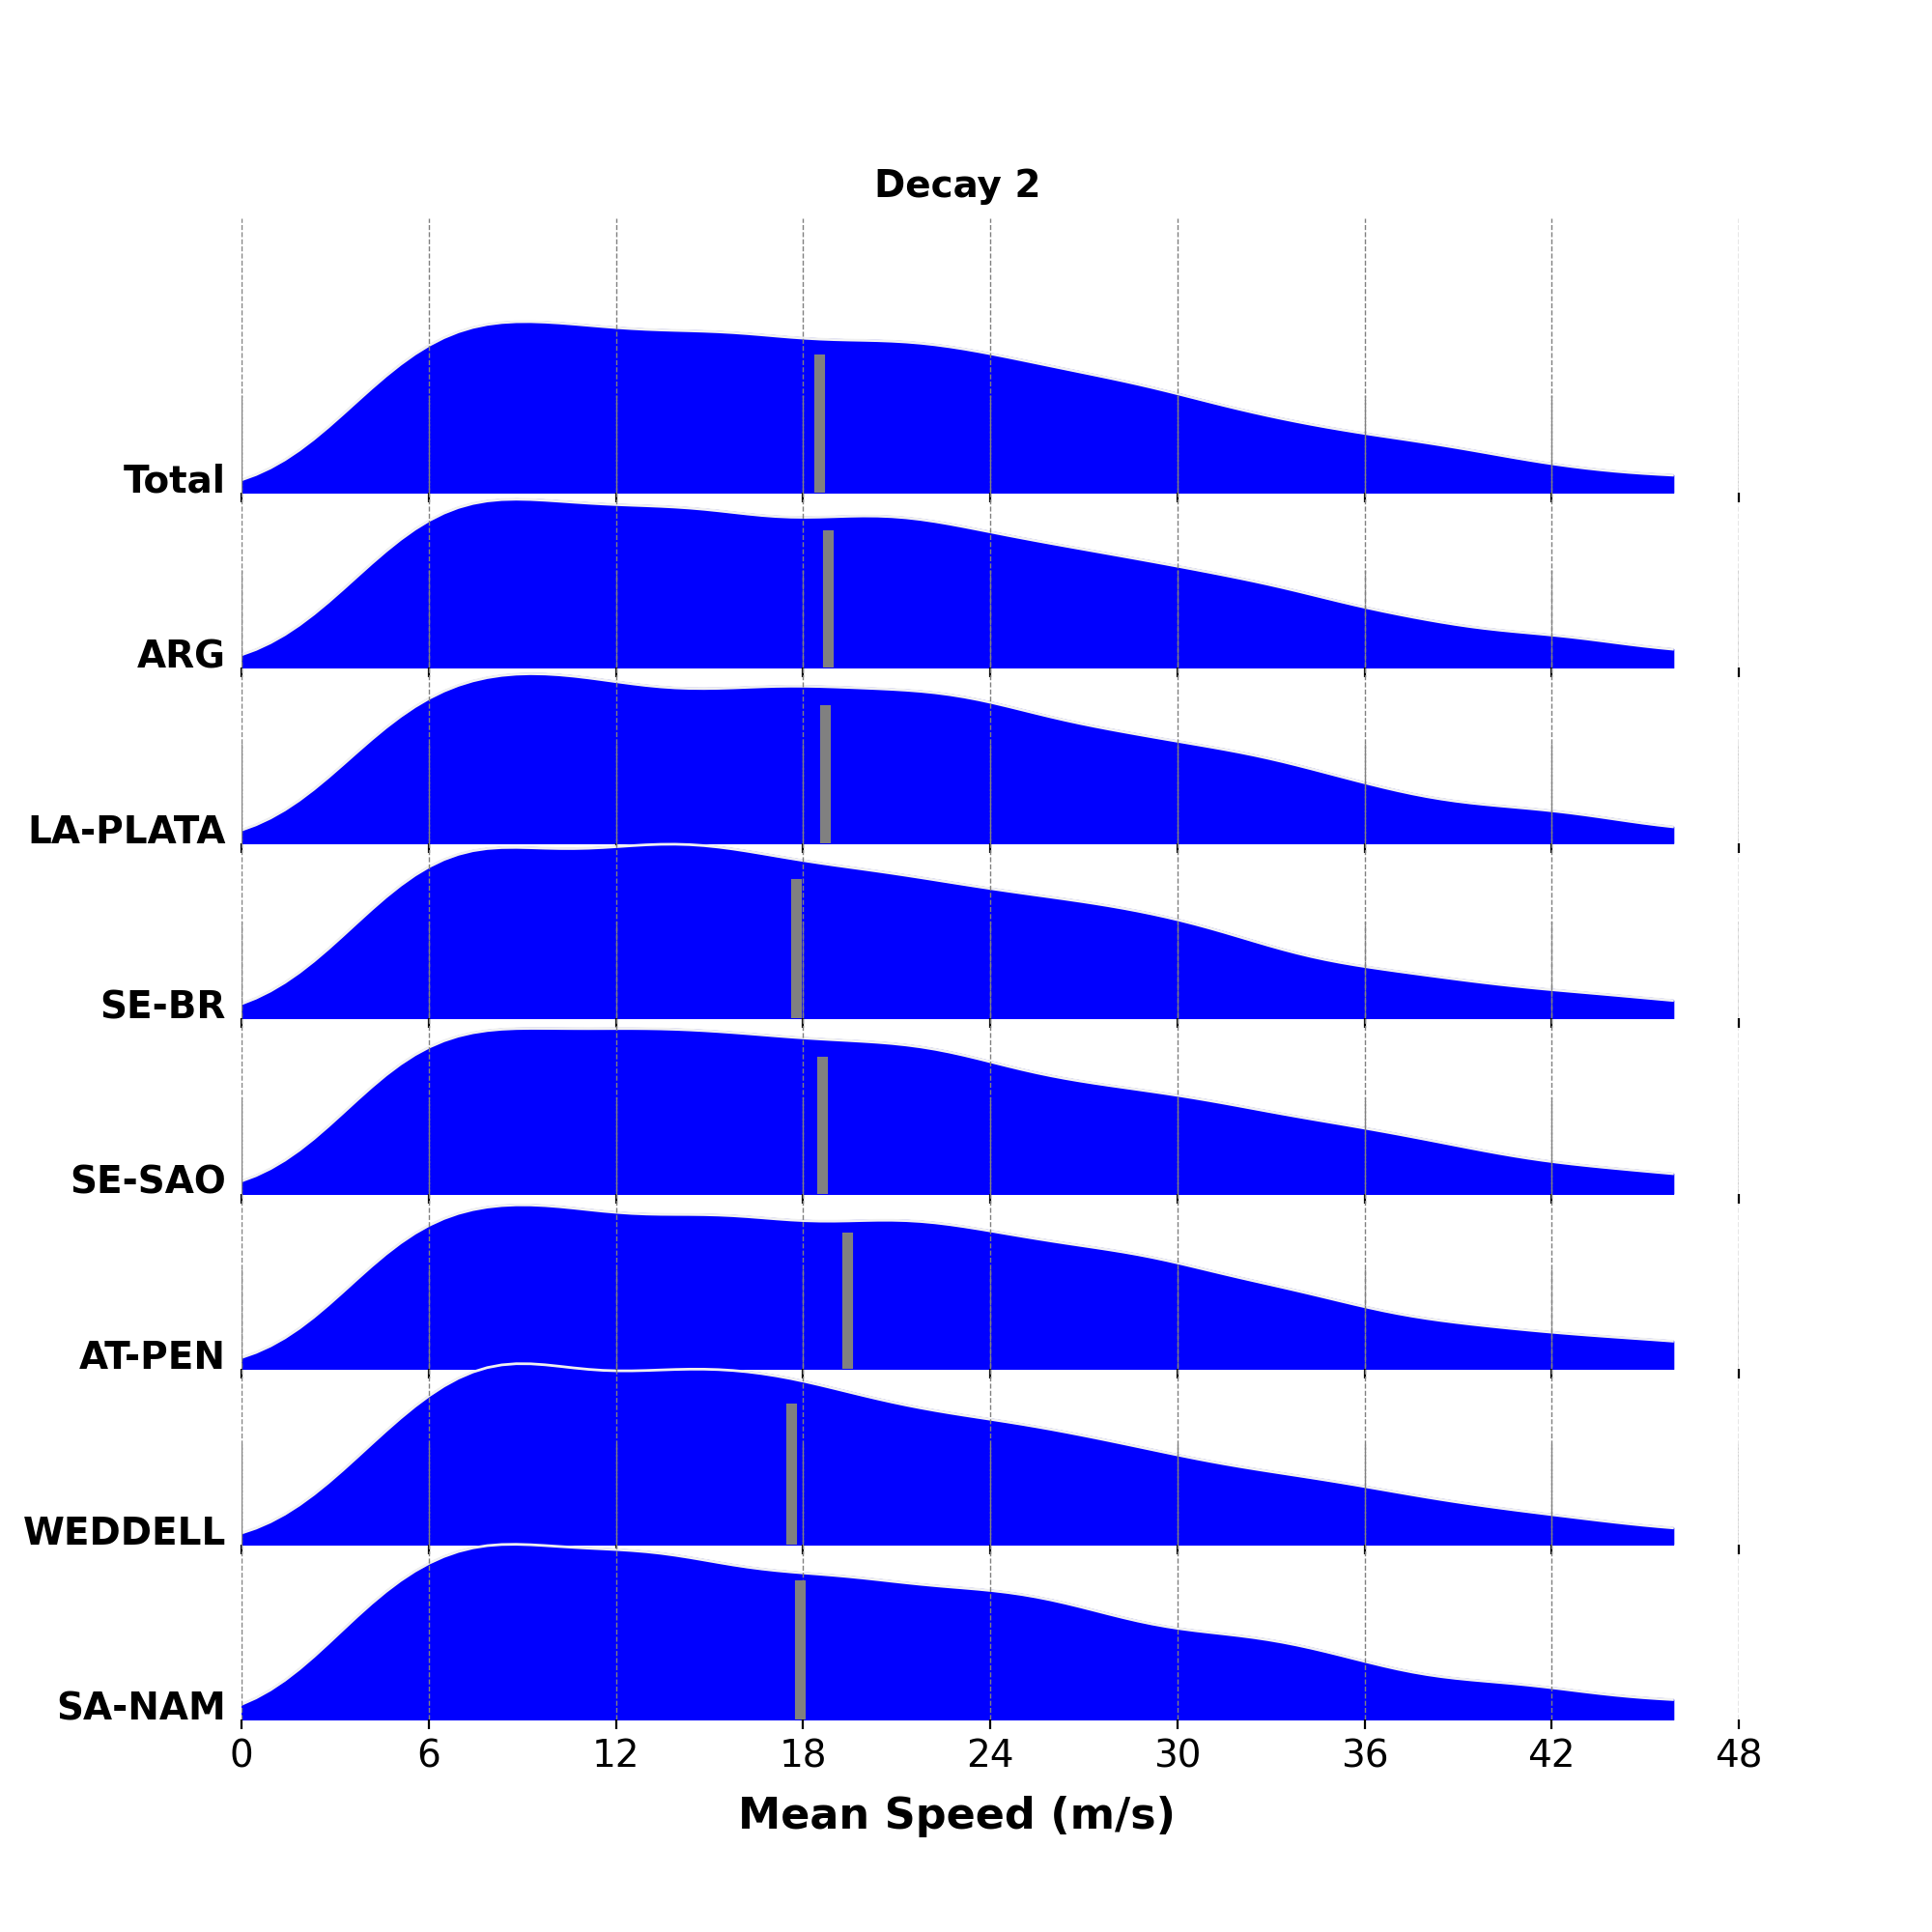 Decay 2
Total
ARG
LA-PLATA
SE-BR
SE-SAO
AT-PEN
WEDDELL
SA-NAM
0 6 12 18 24 30 36 42 48
Mean Speed (m/s)